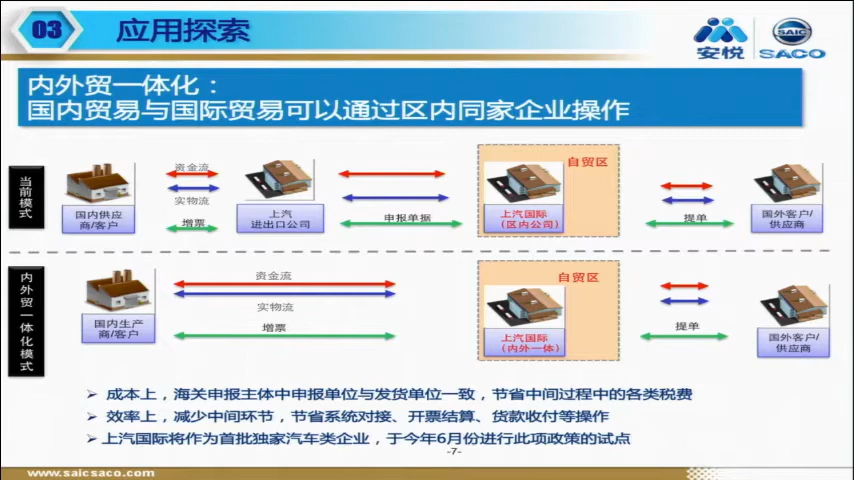 03
应用探索
安悦
SAIC
SACO
内外贸一体化：
国内贸易与国际贸易可以通过区内同家企业操作
当前模式
国内供应
商/客户
资金流
实物流
增票
上汽
进出口公司
申报单据
自贸区
上汽国际
（区内公司）
提单
国外客户/
供应商
内外贸一体化模式
国内生产
商/客户
资金流
实物流
增票
自贸区
上汽国际
（内外一体）
提单
国外客户/
供应商
成本上，海关申报主体中申报单位与发货单位一致，节省中间过程中的各类税费
效率上，减少中间环节，节省系统对接、开票结算、货款收付等操作
上汽国际将作为首批独家汽车类企业，于今年6月份进行此项政策的试点
-7-
www.saicsaco.com